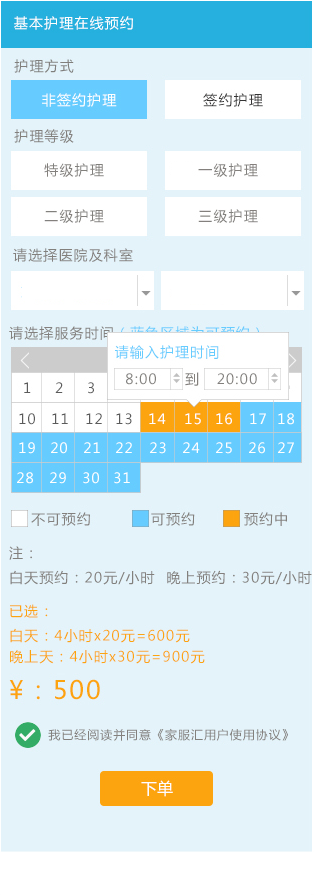 基本护理在线预约
护理方式
非签约护理 签约护理
护理等级
特级护理 一级护理
二级护理 三级护理
请选择医院及科室
请选择服务时间（蓝色区域为可预约）
请输入护理时间
8:00 到 20:00
1 2 3
10 11 12 13 14 15 16 17 18
19 20 21 22 23 24 25 26 27
28 29 30 31
不可预约 可预约 预约中
注：
白天预约：20元/小时 晚上预约：30元/小时
已选：
白天：4小时x20元=600元
晚上天：4小时x30元=900元
¥：500
我已经阅读并同意《家服汇用户使用协议》
下单